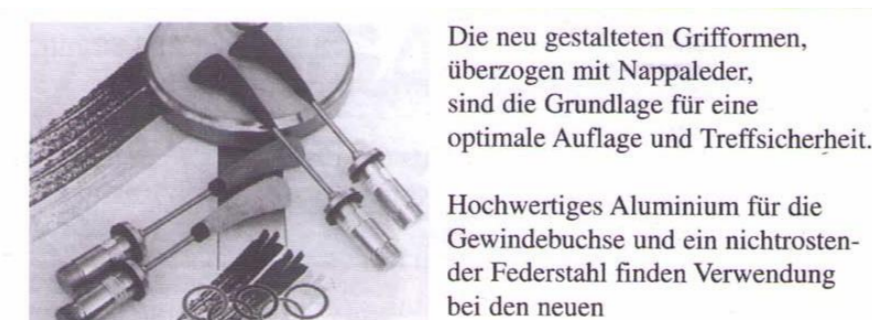 Die neu gestalteten Grifformen,
überzogen mit Nappaleder,
sind die Grundlage für eine
optimale Auflage und Treffsicherheit.
Hochwertiges Aluminium für die
Gewindebuchse und ein nichtrosten-
der Federstahl finden Verwendung
bei den neuen